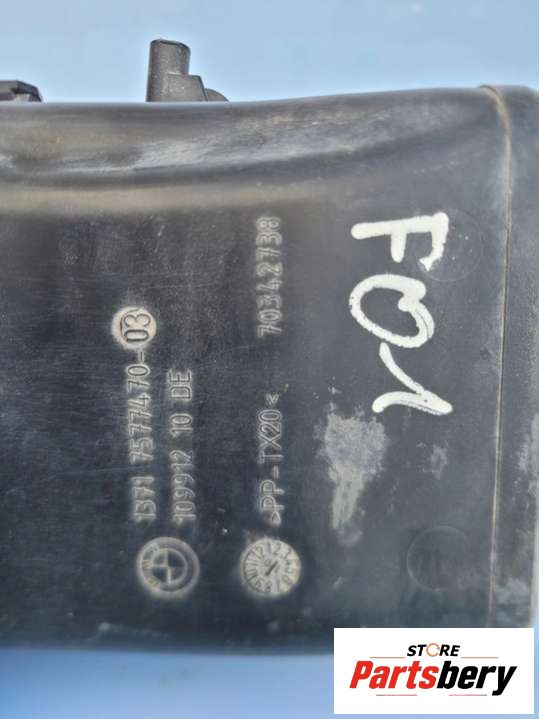 1371 7577470-03
109912 10 DE
>PP-TX20<
70342738
F01
STORE
Partsbery